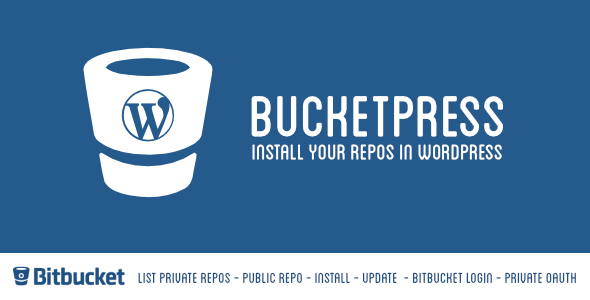 W
BUCKETPRESS
INSTALL YOUR REPOS IN WORDPRESS
Bitbucket LIST PRIVATE REPOS - PUBLIC REPO - INSTALL - UPDATE - BITBUCKET LOGIN - PRIVATE OAUTH